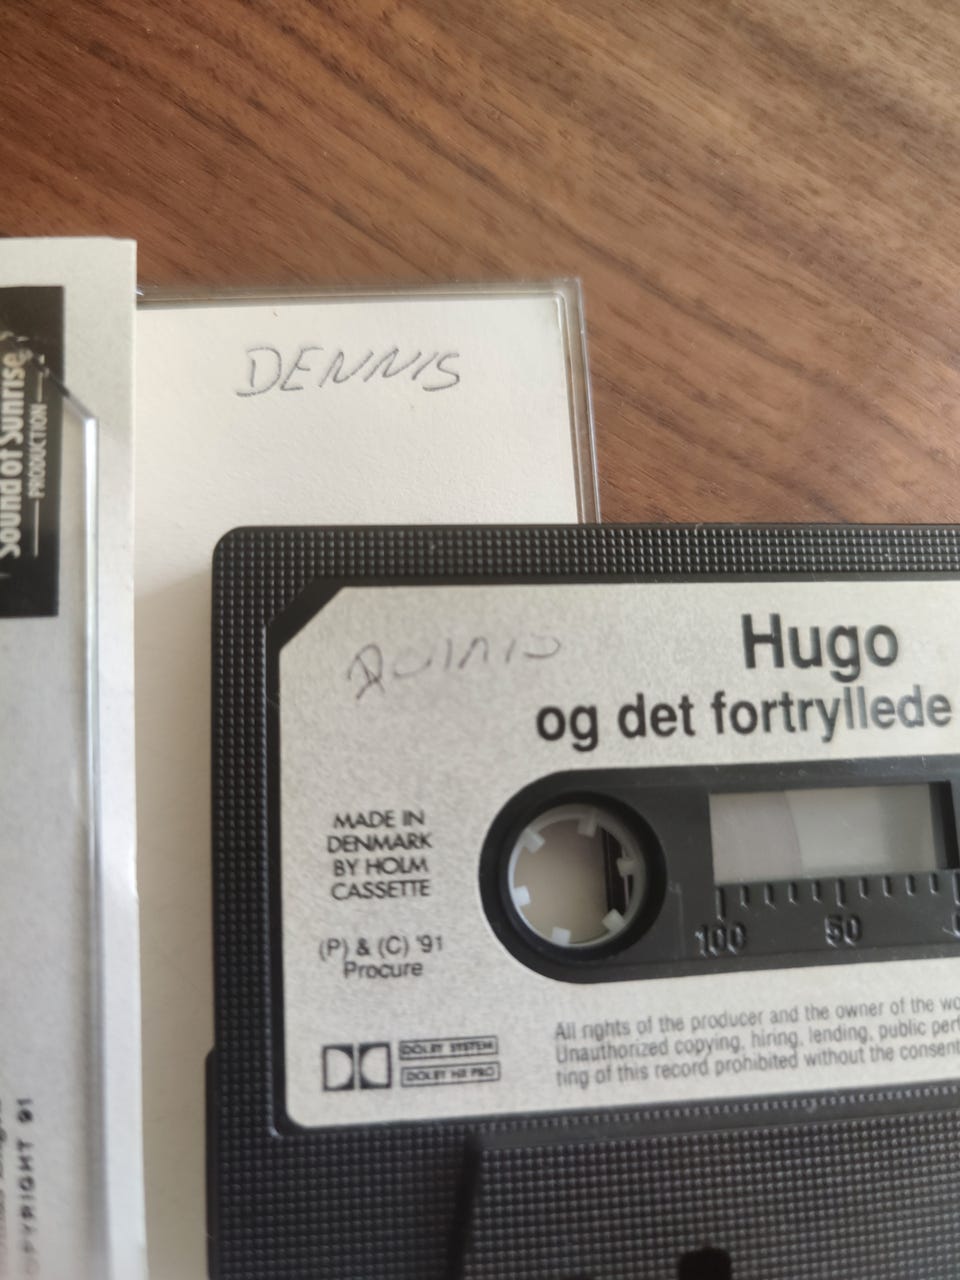 Sound of Sunrise
PRODUCTION
DENNIS
Hugo
og det fortryllede
MADE IN
DENMARK
BY HOLM
CASSETTE
(P) & (C) '91
Procure
100 50
DOLBY SYSTEM
DOLBY HX PRO
All rights of the producer and the owner of the
Unauthorized copying, hiring, lending, public
ting of this record prohibited without the consent
OPYRIGHT 91